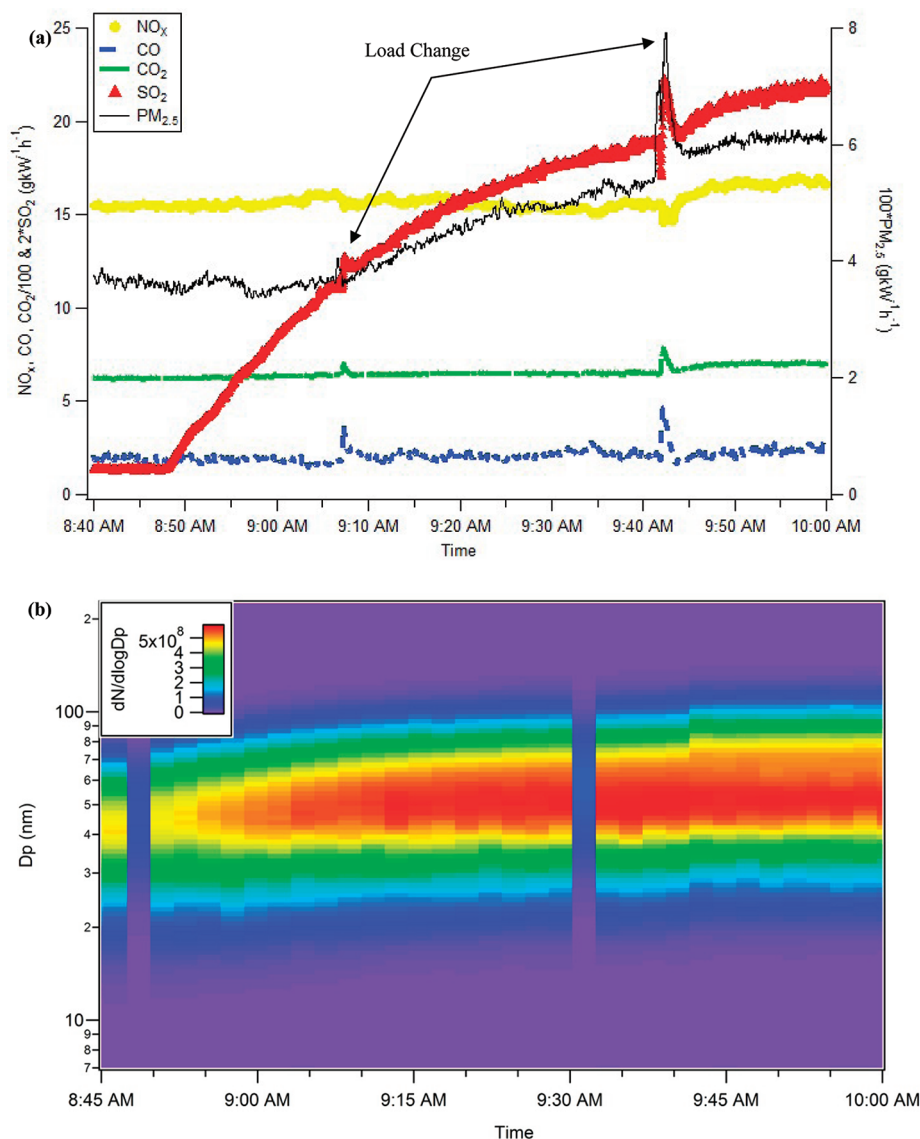 (a)
NOX
CO
CO2
SO2
PM2.5
Load Change
25
20
15
10
5
0
NOx, CO, CO2/100 & 2*SO2 (gkW-1h-1)
8
6
4
2
0
100*PM2.5 (gkW-1h-1)
8:40 AM 8:50 AM 9:00 AM 9:10 AM 9:20 AM 9:30 AM 9:40 AM 9:50 AM 10:00 AM
Time
(b)
dN/dlogDp
5x10^8
4
3
2
1
0
2
100
9
8
7
6
5
4
3
2
10
9
8
7
Dp (nm)
8:45 AM 9:00 AM 9:15 AM 9:30 AM 9:45 AM 10:00 AM
Time